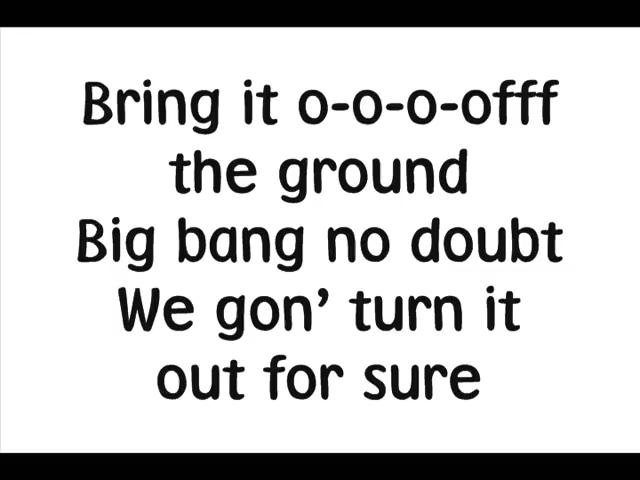 Bring it o-o-o-offf
the ground
Big bang no doubt
We gon' turn it
out for sure